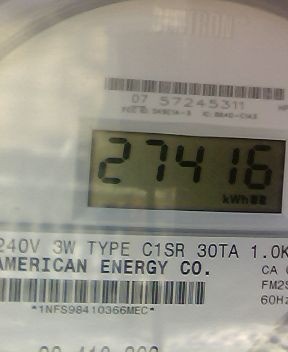 07 57245311
27416
kWh
240V 3W TYPE C1SR 30TA 1.0K
AMERICAN ENERGY CO.
CA
FM2S
60Hz
*1NFS98410366MEC*